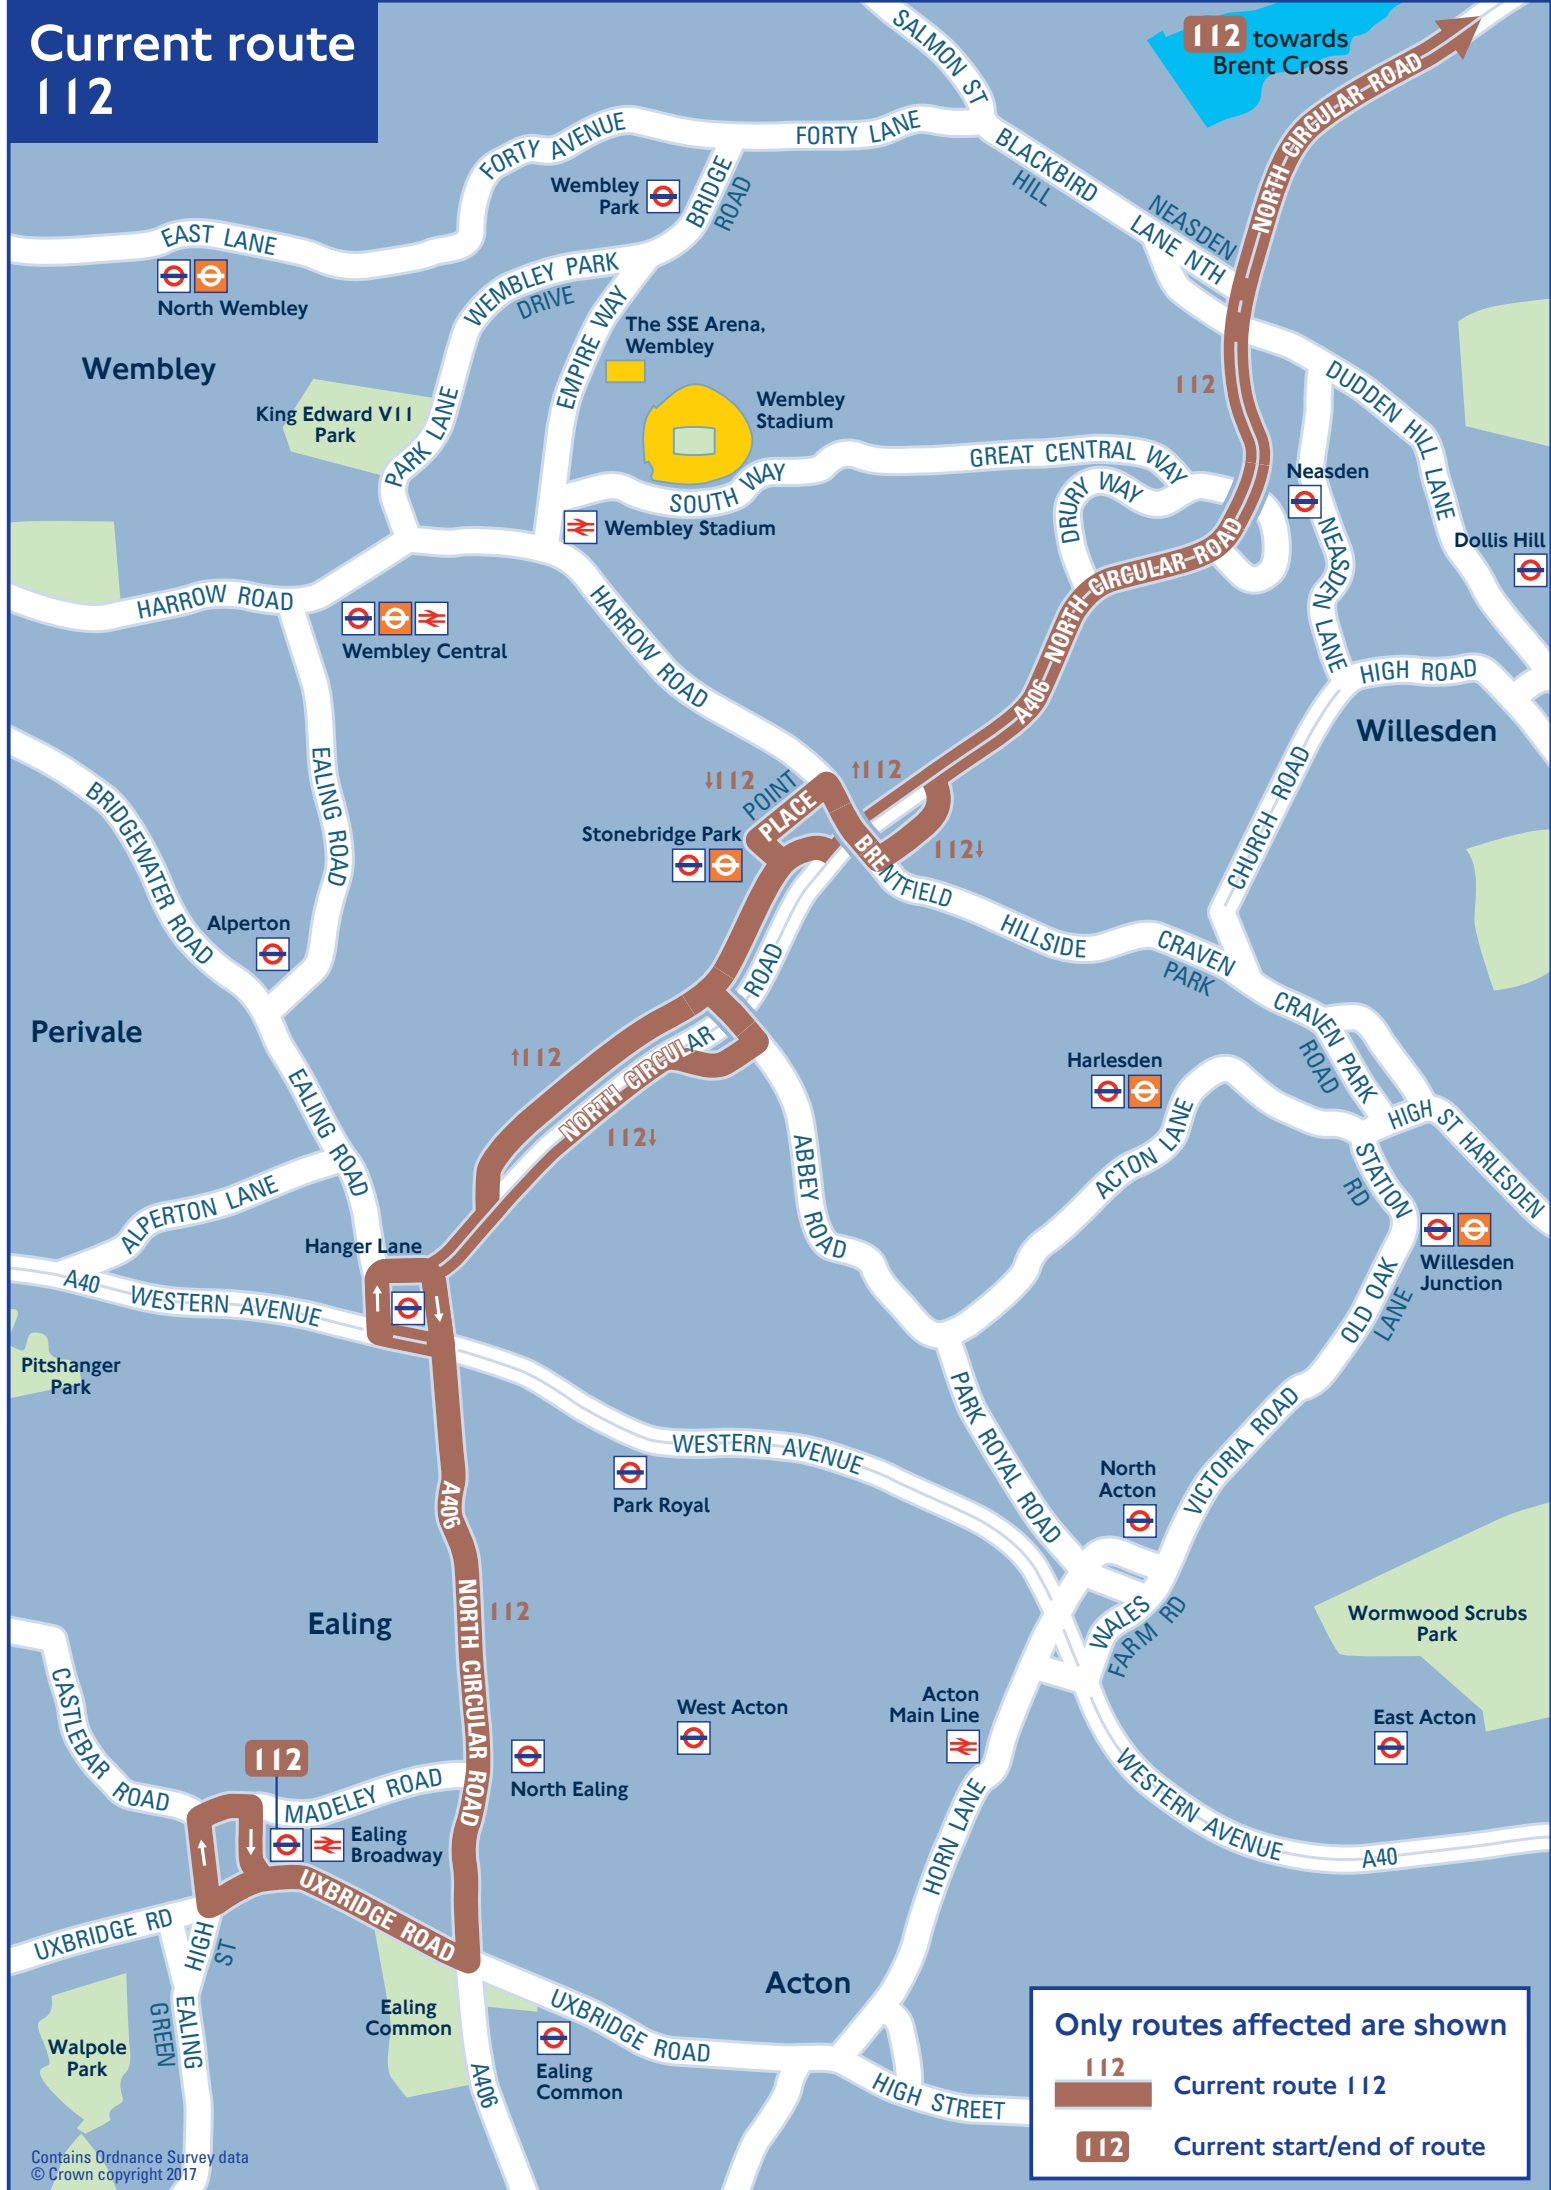 Current route
112
112 towards
Brent Cross
SALMON ST
NORTH CIRCULAR ROAD
FORTY AVENUE
FORTY LANE
BLACKBIRD
HILL
Wembley
Park
BRIDGE
ROAD
NEASDEN
LANE NTH
EAST LANE
North Wembley
WEMBLEY PARK
DRIVE
EMPIRE WAY
The SSE Arena,
Wembley
Wembley
Wembley
Stadium
112
King Edward V11
Park
PARK LANE
DUDDEN HILL LANE
GREAT CENTRAL WAY
SOUTH WAY
DRURY WAY
Neasden
Wembley Stadium
NEASDEN LANE
Dollis Hill
HARROW ROAD
Wembley Central
HARROW ROAD
A406
NORTH CIRCULAR ROAD
HIGH ROAD
Willesden
BRIDGEWATER ROAD
EALING ROAD
↓112
↑112
POINT
PLACE
Stonebridge Park
112↓
BRENTFIELD
CHURCH ROAD
Alperton
HILLSIDE
CRAVEN
PARK
Perivale
CRAVEN PARK
ROAD
↑112
NORTH CIRCULAR
ROAD
112↓
Harlesden
HIGH ST HARLESDEN
EALING ROAD
ABBEY ROAD
ACTON LANE
STATION
RD
ALPERTON LANE
Hanger Lane
Willesden
Junction
A40
WESTERN AVENUE
OLD OAK
LANE
Pitshanger
Park
PARK ROYAL ROAD
WESTERN AVENUE
VICTORIA ROAD
Park Royal
North
Acton
A406
NORTH CIRCULAR ROAD
112
Ealing
WALES
FARM RD
Wormwood Scrubs
Park
CASTLEBAR ROAD
West Acton
Acton
Main Line
East Acton
112
MADELEY ROAD
North Ealing
WESTERN AVENUE
A40
Ealing
Broadway
HORN LANE
UXBRIDGE ROAD
UXBRIDGE RD
HIGH
ST
Acton
EALING
GREEN
Walpole
Park
Ealing
Common
UXBRIDGE ROAD
Ealing
Common
A406
HIGH STREET
Only routes affected are shown
112
Current route 112
112
Current start/end of route
Contains Ordnance Survey data
© Crown copyright 2017